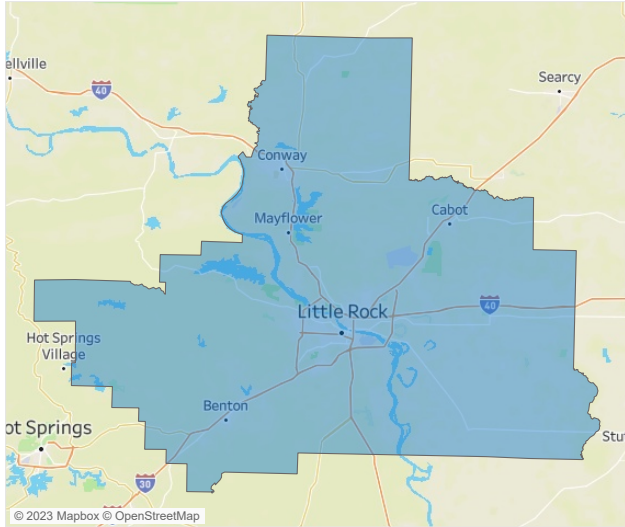 ellville
40
Searcy
Conway
Mayflower
Cabot
Little Rock
40
Hot Springs
Village
Benton
ot Springs
Stut
30
© 2023 Mapbox © OpenStreetMap